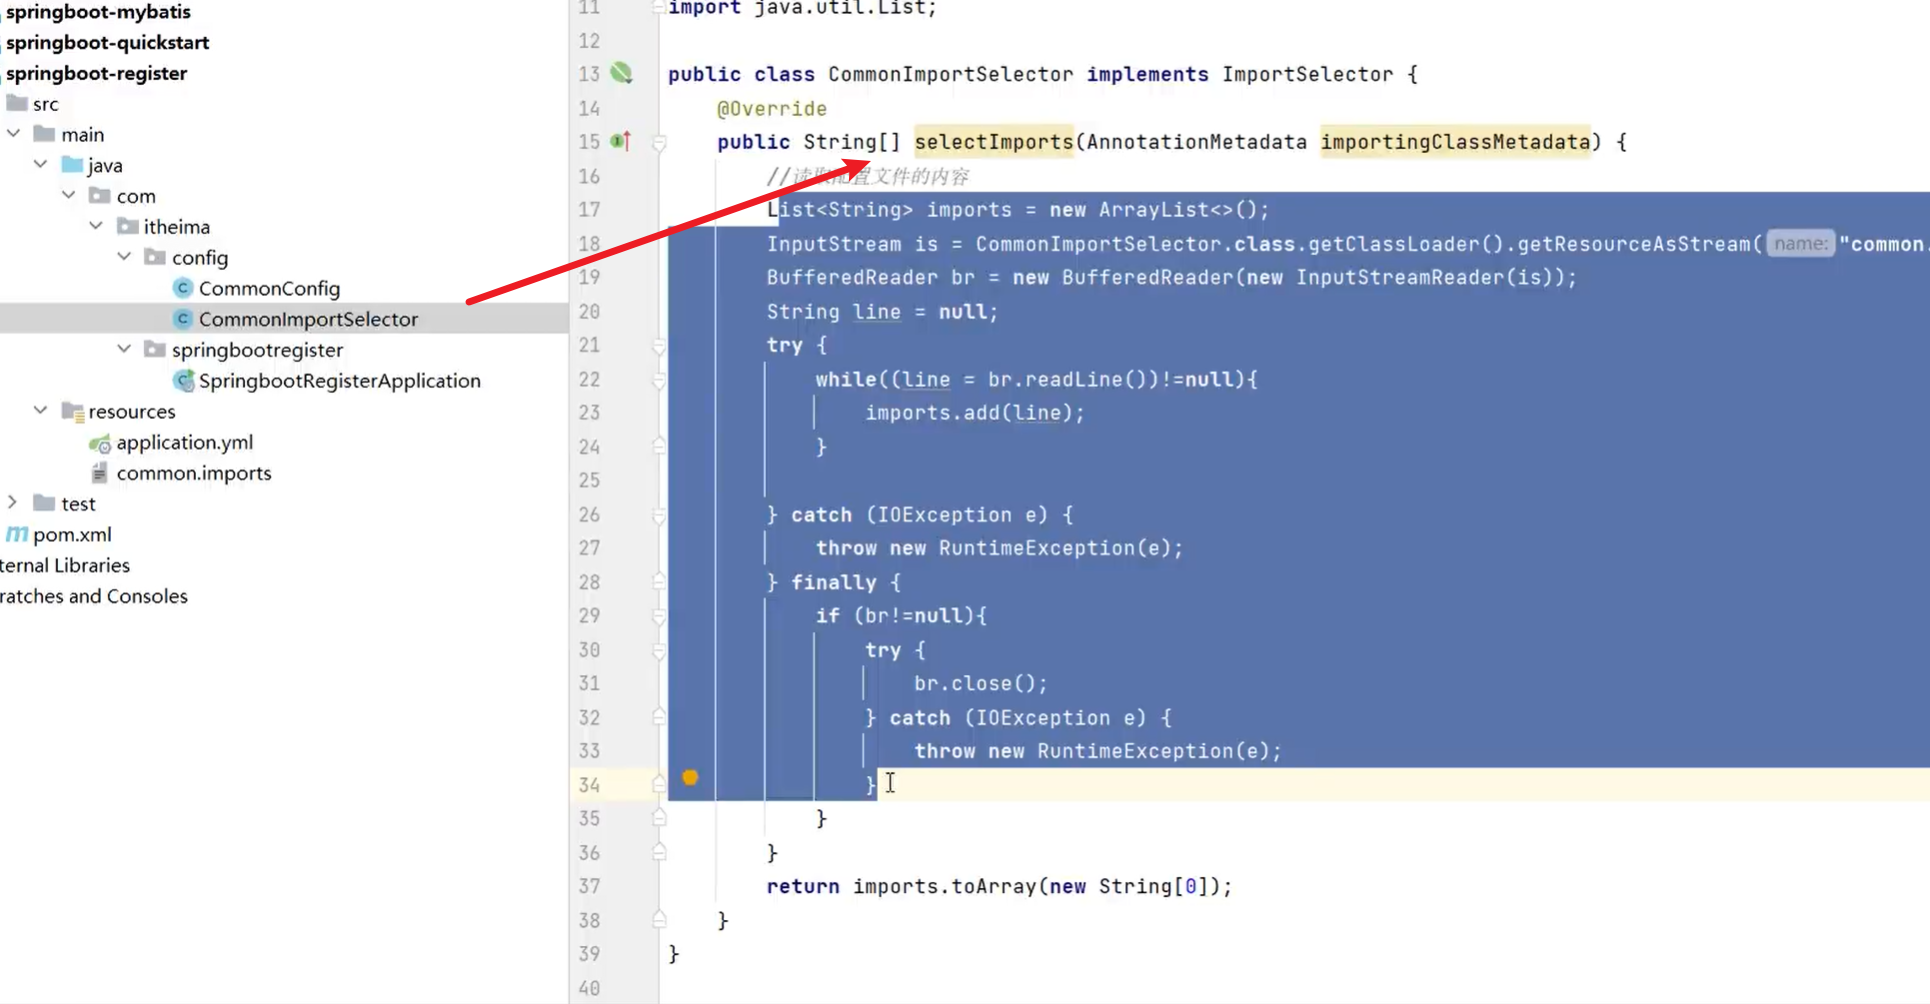 springboot-mybatis
springboot-quickstart
springboot-register
src
main
java
com
itheima
config
CommonConfig
CommonImportSelector
springbootregister
SpringbootRegisterApplication
resources
application.yml
common.imports
test
pom.xml
ternal Libraries
ratches and Consoles
11 import java.util.List;
12
13 public class CommonImportSelector implements ImportSelector {
14 @Override
15 public String[] selectImports(AnnotationMetadata importingClassMetadata) {
16 //读取配置文件的内容
17 List<String> imports = new ArrayList<>();
18 InputStream is = CommonImportSelector.class.getClassLoader().getResourceAsStream( name: "common.
19 BufferedReader br = new BufferedReader(new InputStreamReader(is));
20 String line = null;
21 try {
22 while((line = br.readLine())!=null){
23 imports.add(line);
24 }
25
26 } catch (IOException e) {
27 throw new RuntimeException(e);
28 } finally {
29 if (br!=null){
30 try {
31 br.close();
32 } catch (IOException e) {
33 throw new RuntimeException(e);
34 }
35 }
36 }
37 return imports.toArray(new String[0]);
38 }
39 }
40